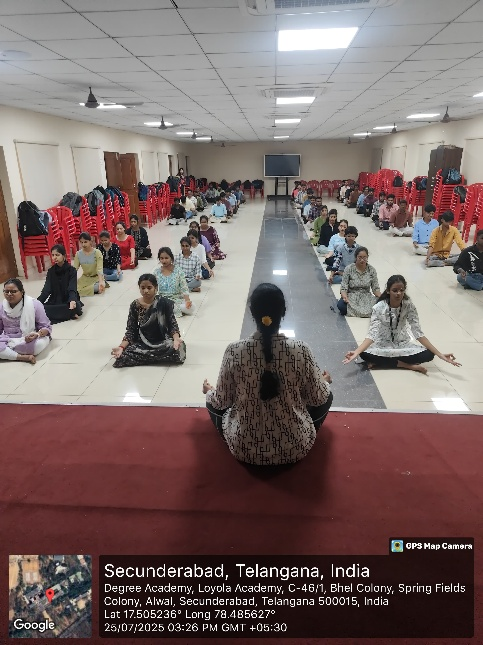 GPS Map Camera
Secunderabad, Telangana, India
Degree Academy, Loyola Academy, C-46/1, Bhel Colony, Spring Fields
Colony, Alwal, Secunderabad, Telangana 500015, India
Lat 17.505236° Long 78.485627°
25/07/2025 03:26 PM GMT +05:30
Google